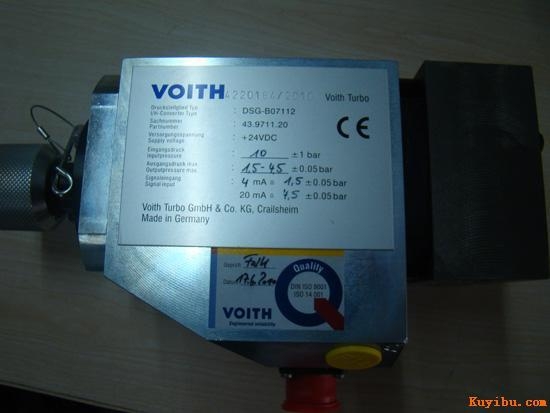 VOITH 4220184/2010 Voith Turbo
Druckstellglied Typ : DSG-B07112
I/H-Converter Type
Sachnummer : 43.9711.20
Partnumber
Versorgungsspannung : +24VDC
Supply voltage
Eingangsdruck : 10 ±1 bar
Inputpressure
Ausgangsdruck max. : 1,5-4,5 ±0.05 bar
Outputpressure max.
Signaleingang : 4 mA = 1,5 ±0.05 bar
Signal input 20 mA = 4,5 ±0.05 bar
CE
Voith Turbo GmbH & Co. KG, Crailsheim
Made in Germany
Geprüft
Datum
Quality
DIN ISO 9001
ISO 14 001
VOITH
Engineered reliability
Kuyibu.com